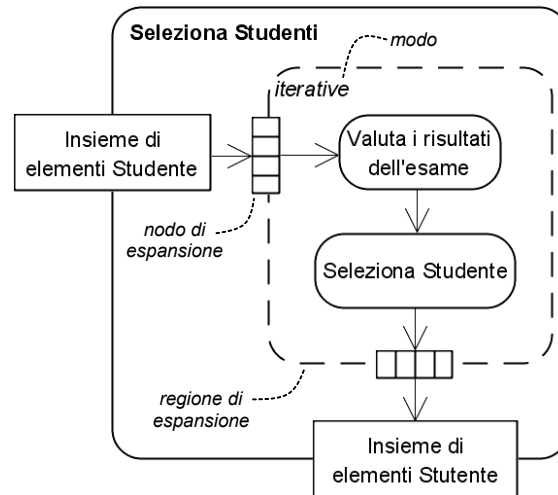 Seleziona Studenti
modo
iterative
Insieme di
elementi Studente
Valuta i risultati
dell'esame
nodo di
espansione
Seleziona Studente
regione di
espansione
Insieme di
elementi Stutente